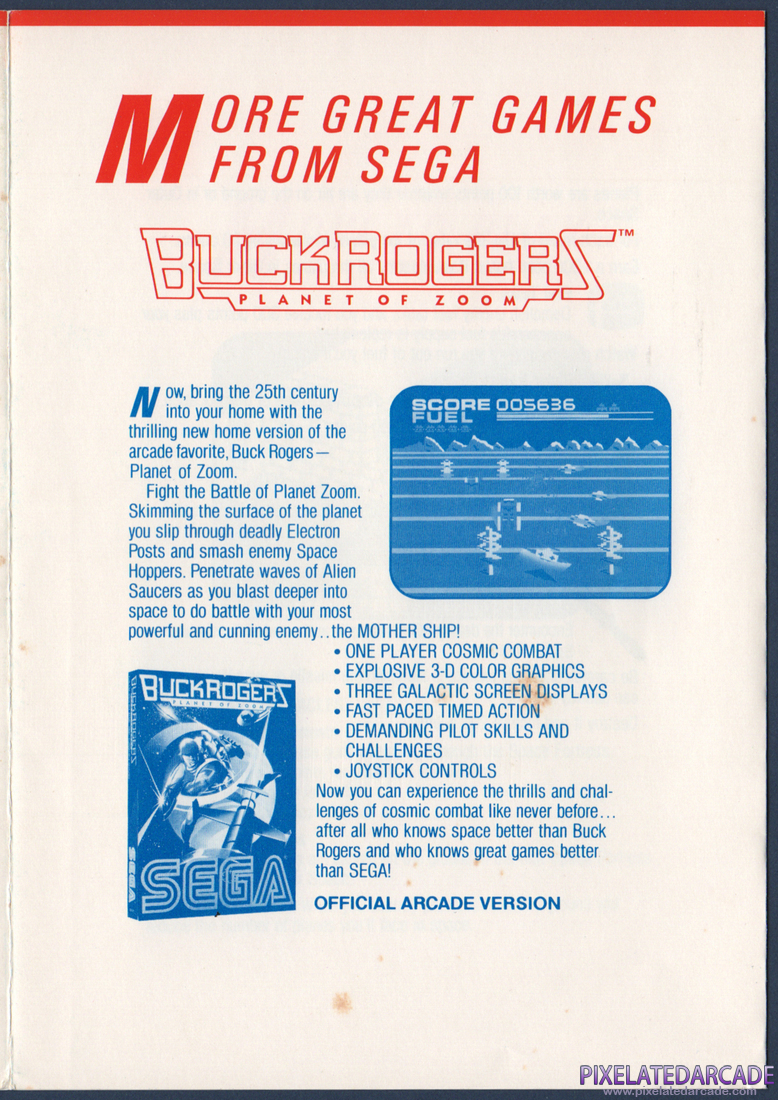 MORE GREAT GAMES
FROM SEGA
BUCK ROGERS™
PLANET OF ZOOM
Now, bring the 25th century
into your home with the
thrilling new home version of the
arcade favorite, Buck Rogers—
Planet of Zoom.
Fight the Battle of Planet Zoom.
Skimming the surface of the planet
you slip through deadly Electron
Posts and smash enemy Space
Hoppers. Penetrate waves of Alien
Saucers as you blast deeper into
space to do battle with your most
powerful and cunning enemy..the MOTHER SHIP!
SCORE 005636
FUEL
• ONE PLAYER COSMIC COMBAT
• EXPLOSIVE 3-D COLOR GRAPHICS
• THREE GALACTIC SCREEN DISPLAYS
• FAST PACED TIMED ACTION
• DEMANDING PILOT SKILLS AND
CHALLENGES
• JOYSTICK CONTROLS
Now you can experience the thrills and chal-
lenges of cosmic combat like never before...
after all who knows space better than Buck
Rogers and who knows great games better
than SEGA!
OFFICIAL ARCADE VERSION
BUCK ROGERS
PLANET OF ZOOM
SEGA
BUCK ROGERS
SEGA
PIXELATEDARCADE
www.pixelatedarcade.com